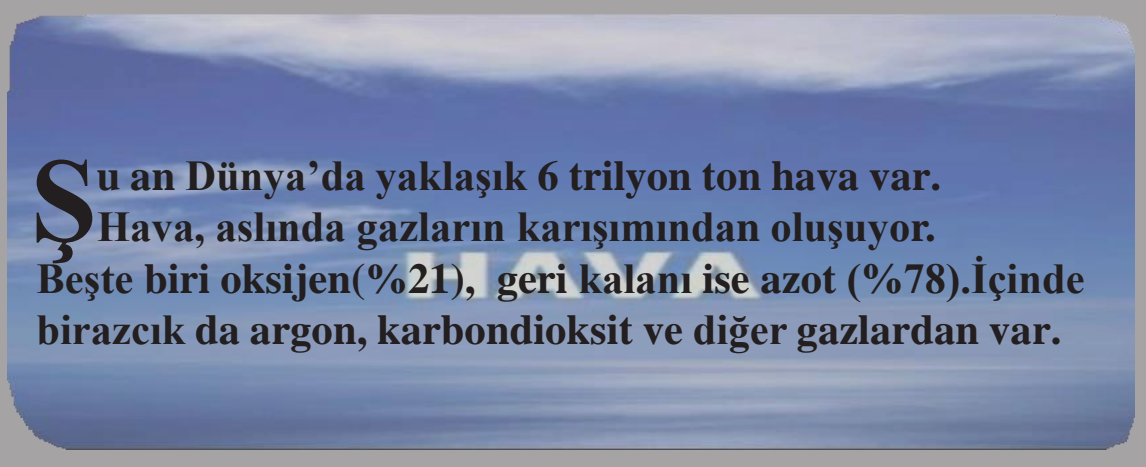 Şu an Dünya’da yaklaşık 6 trilyon ton hava var.
Hava, aslında gazların karışımından oluşuyor.
Beşte biri oksijen(%21),  geri kalanı ise azot (%78).İçinde
birazcık da argon, karbondioksit ve diğer gazlardan var.
HAVA